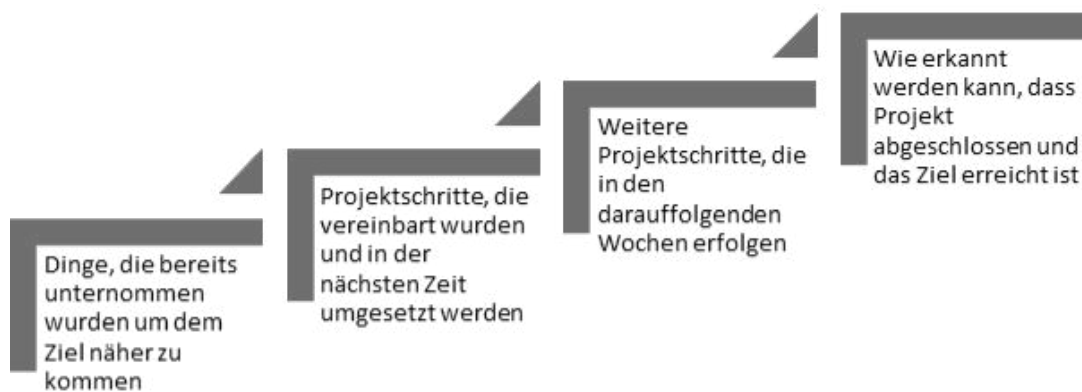 Dinge, die bereits
unternommen
wurden um dem
Ziel näher zu
kommen
Projektschritte, die
vereinbart wurden
und in der
nächsten Zeit
umgesetzt werden
Weitere
Projektschritte, die
in den
darauffolgenden
Wochen erfolgen
Wie erkannt
werden kann, dass
Projekt
abgeschlossen und
das Ziel erreicht ist